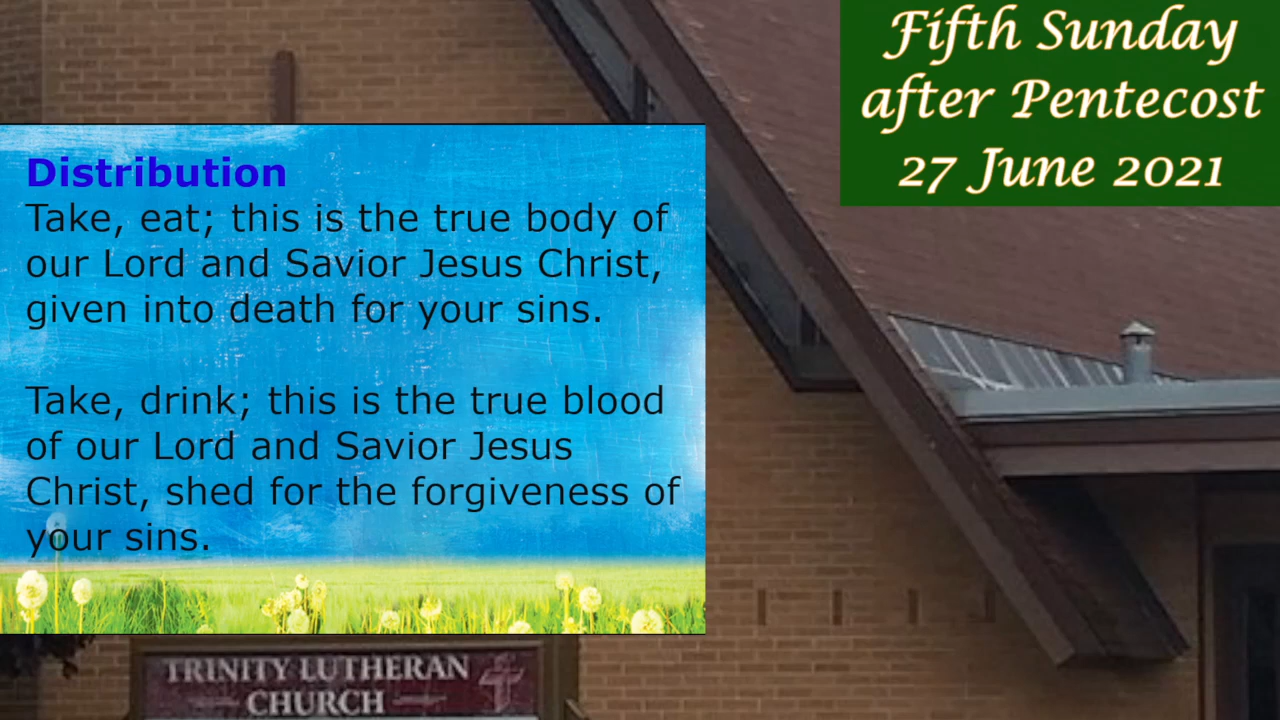 Fifth Sunday
after Pentecost
27 June 2021
Distribution
Take, eat; this is the true body of
our Lord and Savior Jesus Christ,
given into death for your sins.
Take, drink; this is the true blood
of our Lord and Savior Jesus
Christ, shed for the forgiveness of
your sins.
TRINITY LUTHERAN
CHURCH